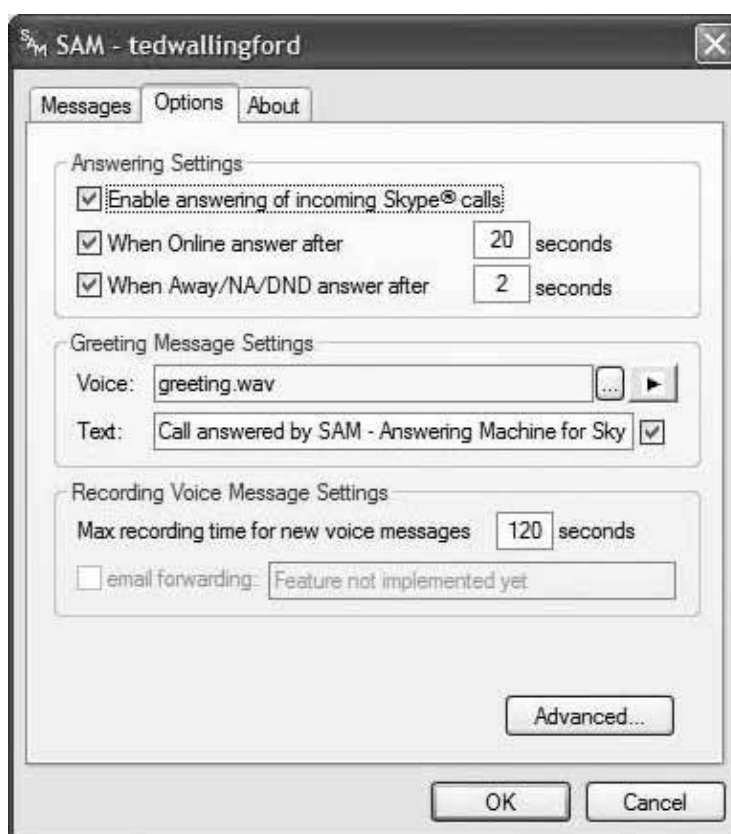 SAM SAM - tedwallingford
Messages Options About
Answering Settings
Enable answering of incoming Skype® calls
When Online answer after 20 seconds
When Away/NA/DND answer after 2 seconds
Greeting Message Settings
Voice: greeting.wav ...
Text: Call answered by SAM - Answering Machine for Sky
Recording Voice Message Settings
Max recording time for new voice messages 120 seconds
email forwarding: Feature not implemented yet
Advanced...
OK Cancel